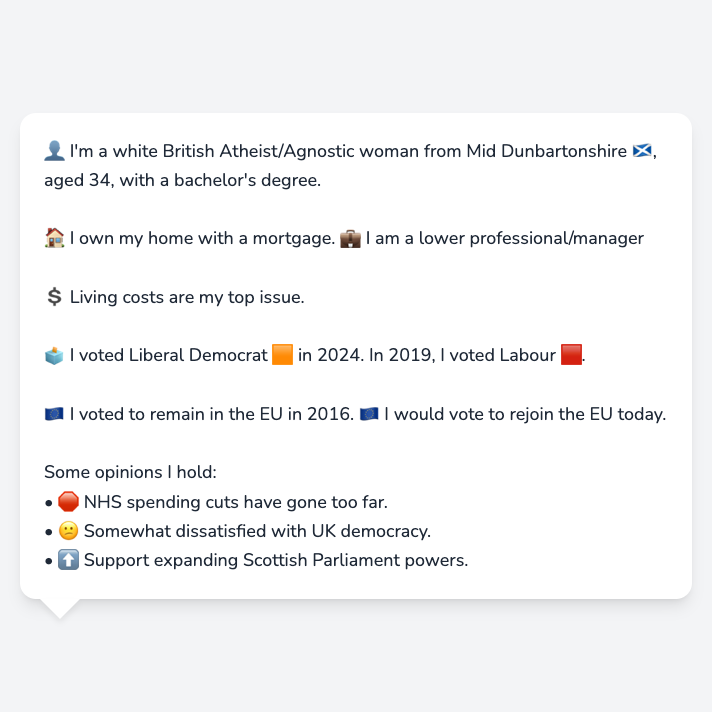 👤 I'm a white British Atheist/Agnostic woman from Mid Dunbartonshire 🏴󠁧󠁢󠁳󠁣󠁴󠁿,
aged 34, with a bachelor's degree.
🏠 I own my home with a mortgage. 💼 I am a lower professional/manager
💲 Living costs are my top issue.
🗳️ I voted Liberal Democrat 🟧 in 2024. In 2019, I voted Labour 🟥.
🇪🇺 I voted to remain in the EU in 2016. 🇪🇺 I would vote to rejoin the EU today.
Some opinions I hold:
• 🛑 NHS spending cuts have gone too far.
• 😕 Somewhat dissatisfied with UK democracy.
• ⬆️ Support expanding Scottish Parliament powers.